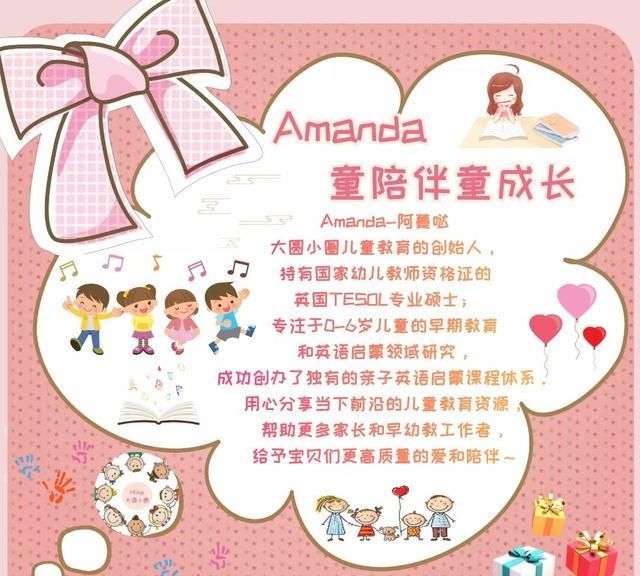 Amanda
童陪伴童成长
Amanda-阿蔓哒
大圆小圈儿童教育的创始人，
持有国家幼儿教师资格证的
英国TESOL专业硕士；
专注于0-6岁儿童的早期教育
和英语启蒙领域研究，
成功创办了独有的亲子英语启蒙课程体系.
用心分享当下前沿的儿童教育资源，
帮助更多家长和早幼教工作者，
给予宝贝们更高质量的爱和陪伴~